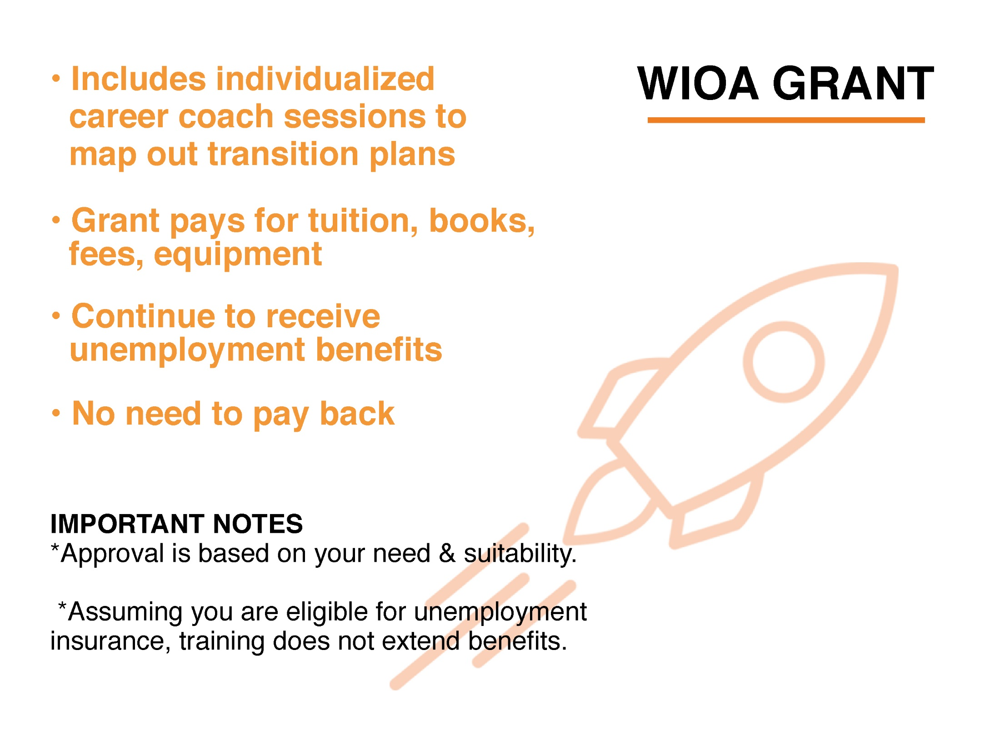 WIOA GRANT
• Includes individualized
career coach sessions to
map out transition plans
• Grant pays for tuition, books,
fees, equipment
• Continue to receive
unemployment benefits
• No need to pay back
IMPORTANT NOTES
*Approval is based on your need & suitability.
*Assuming you are eligible for unemployment
insurance, training does not extend benefits.